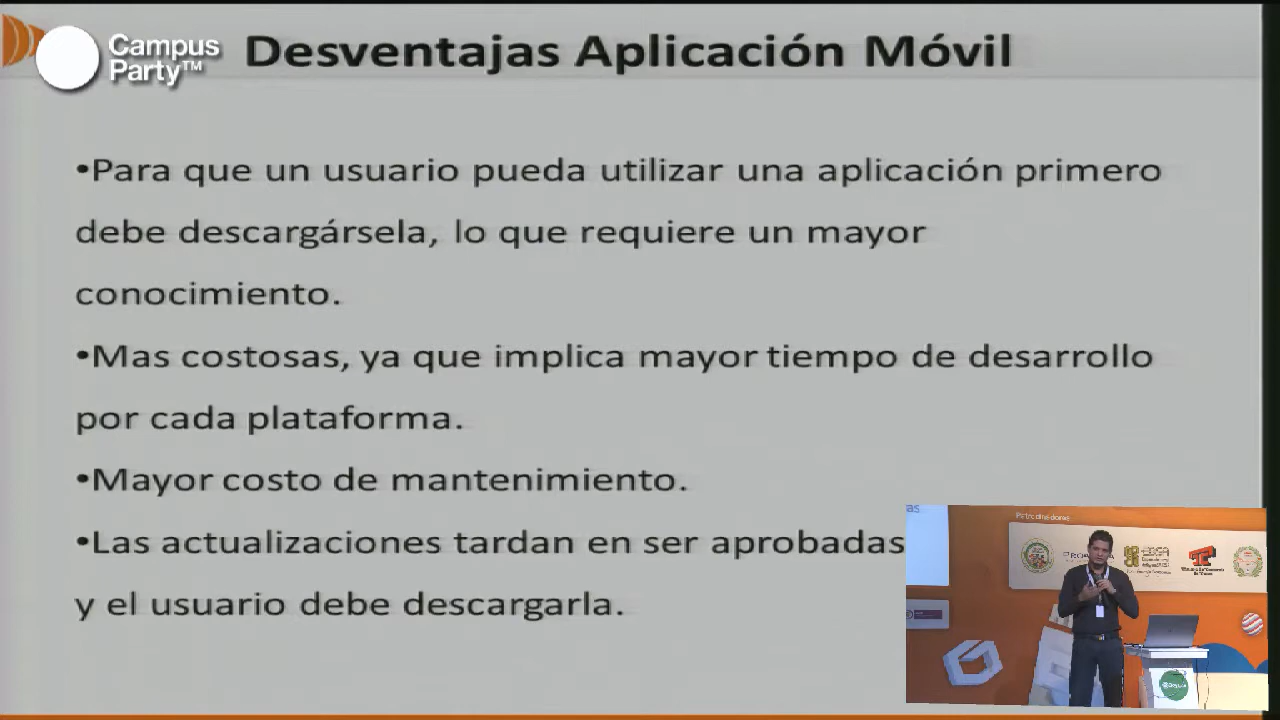 Campus
Party™
Desventajas Aplicación Móvil
•Para que un usuario pueda utilizar una aplicación primero
debe descargársela, lo que requiere un mayor
conocimiento.
•Mas costosas, ya que implica mayor tiempo de desarrollo
por cada plataforma.
•Mayor costo de mantenimiento.
•Las actualizaciones tardan en ser aprobadas
y el usuario debe descargarla.
as
Patrocinadores